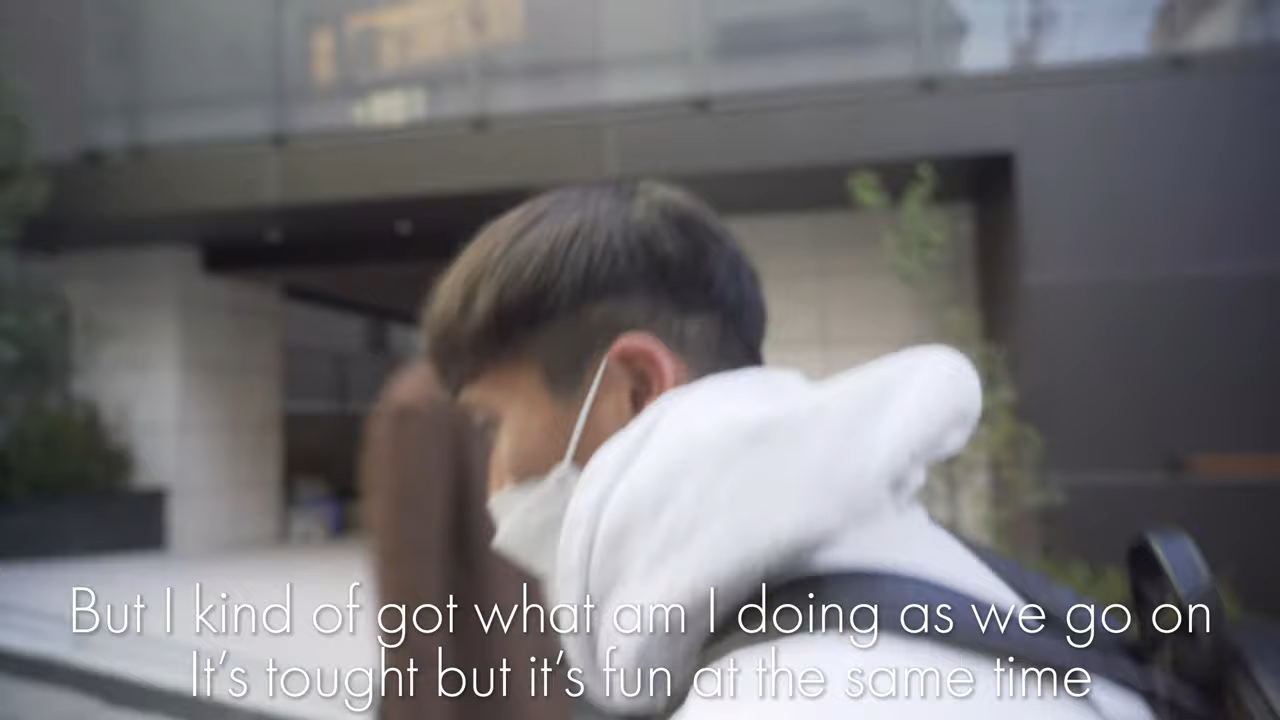 But I kind of got what am I doing as we go on
It's tought but it's fun at the same time